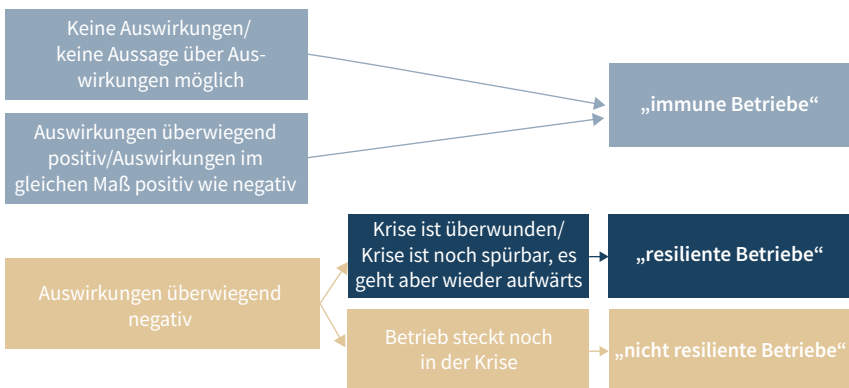 Keine Auswirkungen/
keine Aussage über Aus-
wirkungen möglich
Auswirkungen überwiegend
positiv/Auswirkungen im
gleichen Maß positiv wie negativ
„immune Betriebe“
Auswirkungen überwiegend
negativ
Krise ist überwunden/
Krise ist noch spürbar, es
geht aber wieder aufwärts
„resiliente Betriebe“
Betrieb steckt noch
in der Krise
„nicht resiliente Betriebe“